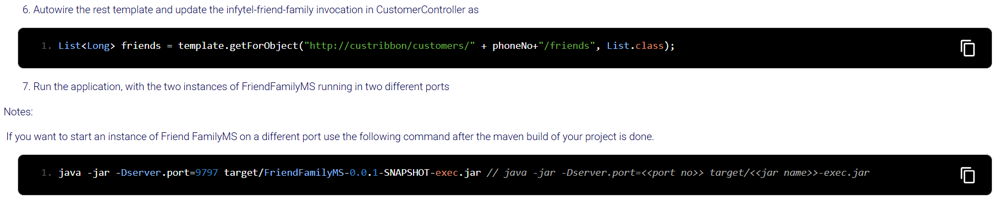 6. Autowire the rest template and update the infytel-friend-family invocation in CustomerController as
1. List<Long> friends = template.getForObject("http://custribbon/customers/" + phoneNo+"/friends", List.class);
7. Run the application, with the two instances of FriendFamilyMS running in two different ports
Notes:
If you want to start an instance of Friend FamilyMS on a different port use the following command after the maven build of your project is done.
1. java -jar -Dserver.port=9797 target/FriendFamilyMS-0.0.1-SNAPSHOT-exec.jar // java -jar -Dserver.port=<<port no>> target/<<jar name>>-exec.jar